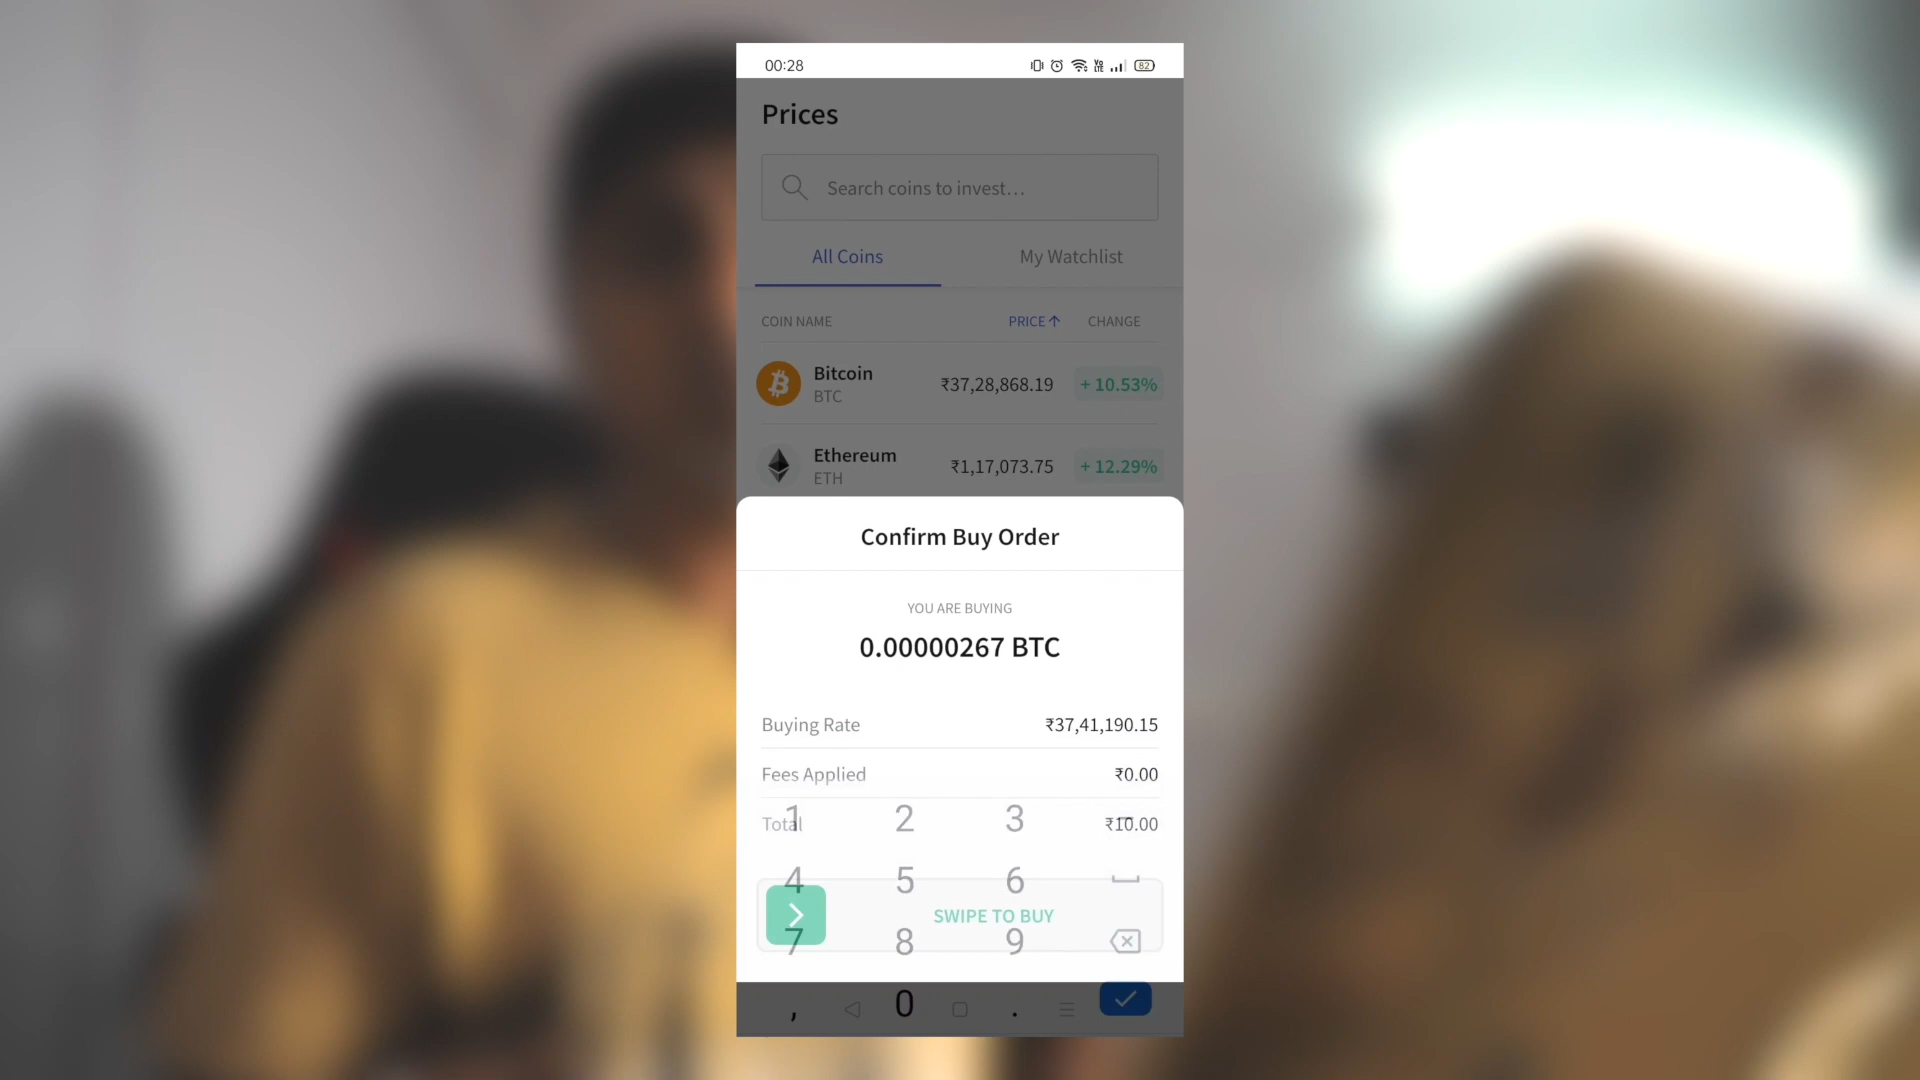 00:28
82
Prices
Search coins to invest...
All Coins
My Watchlist
COIN NAME
PRICE↑
CHANGE
Bitcoin
₹37,28,868.19
+ 10.53%
BTC
Ethereum
₹1,17,073.75
+ 12.29%
ETH
Confirm Buy Order
YOU ARE BUYING
0.00000267 BTC
Buying Rate
₹37,41,190.15
Fees Applied
₹0.00
Total
₹10.00
1
2
3
4
5
6
SWIPE TO BUY
7
8
9
,
0
.